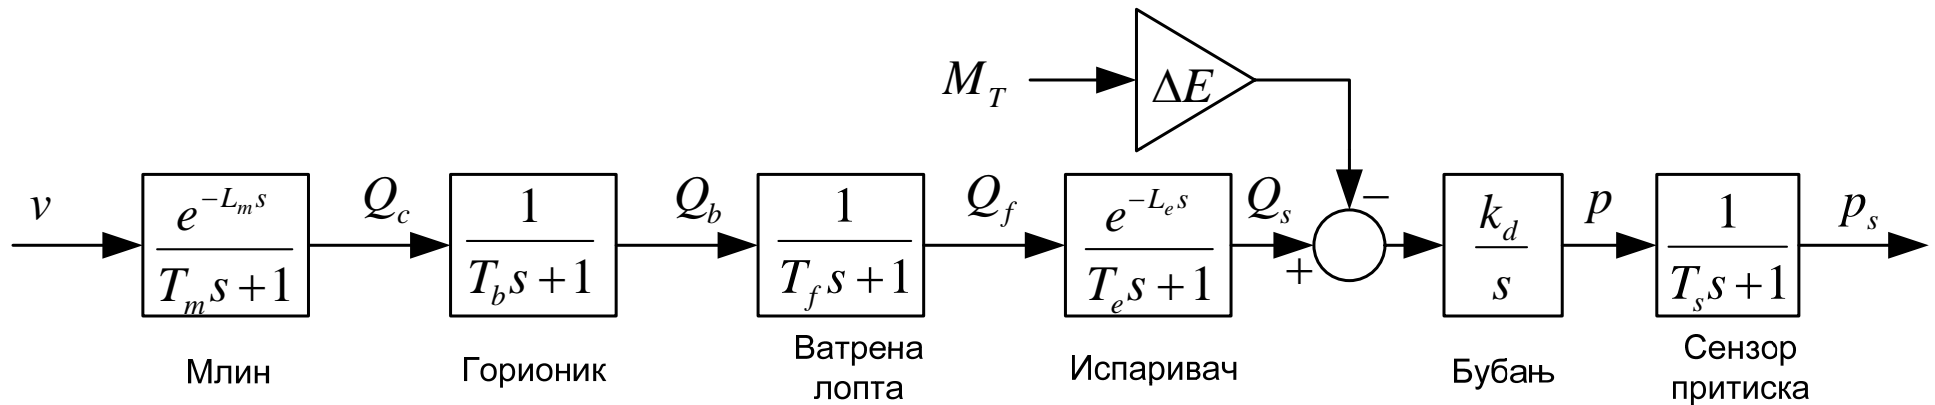 M_T
ΔE
v
e^{-L_m s}
T_m s + 1
Q_c
1
T_b s + 1
Q_b
1
T_f s + 1
Q_f
e^{-L_e s}
T_e s + 1
Q_s
+
−
k_d
s
p
1
T_s s + 1
p_s
Млин
Горионик
Ватрена
лопта
Испаривач
Бубањ
Сензор
притиска